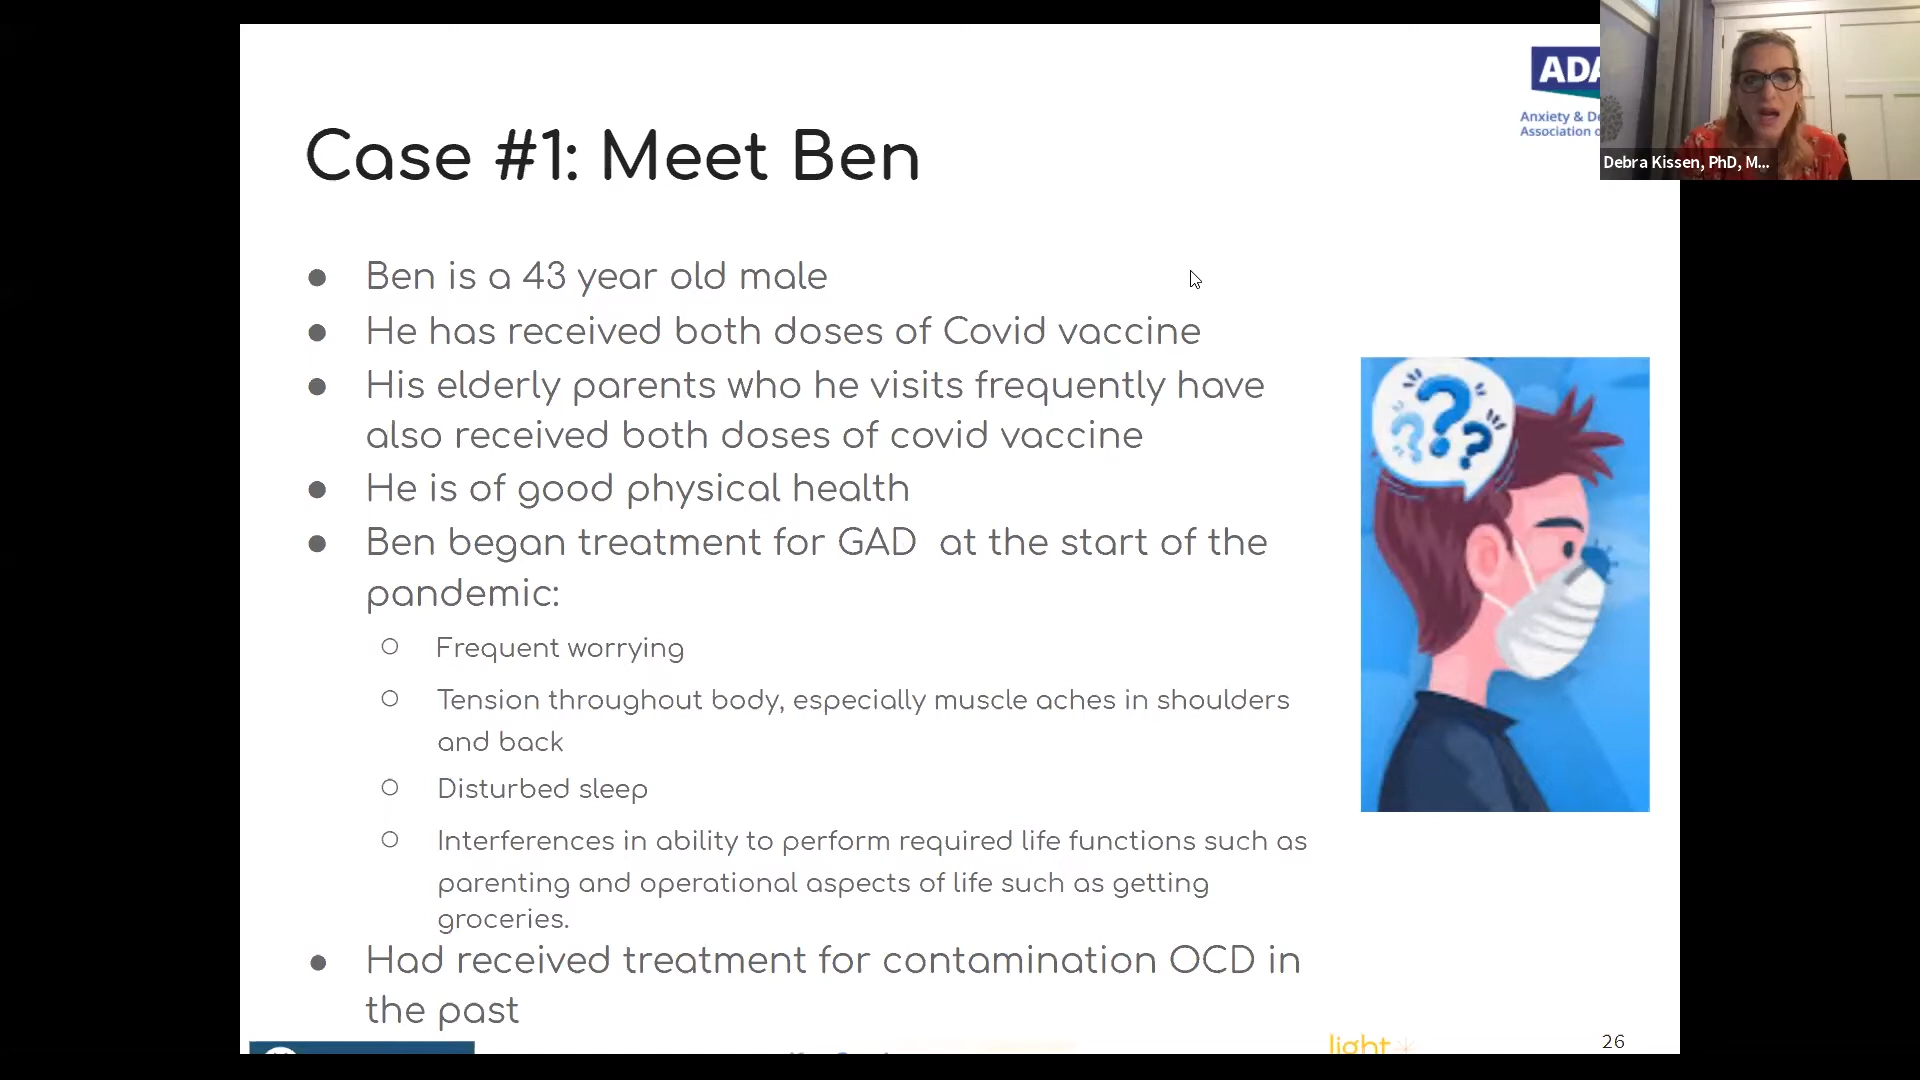 ADA
Anxiety & De
Association o
Debra Kissen, PhD, M...
Case #1: Meet Ben
● Ben is a 43 year old male
● He has received both doses of Covid vaccine
● His elderly parents who he visits frequently have
also received both doses of covid vaccine
● He is of good physical health
● Ben began treatment for GAD at the start of the
pandemic:
○ Frequent worrying
○ Tension throughout body, especially muscle aches in shoulders
and back
○ Disturbed sleep
○ Interferences in ability to perform required life functions such as
parenting and operational aspects of life such as getting
groceries.
● Had received treatment for contamination OCD in
the past
???
light
26